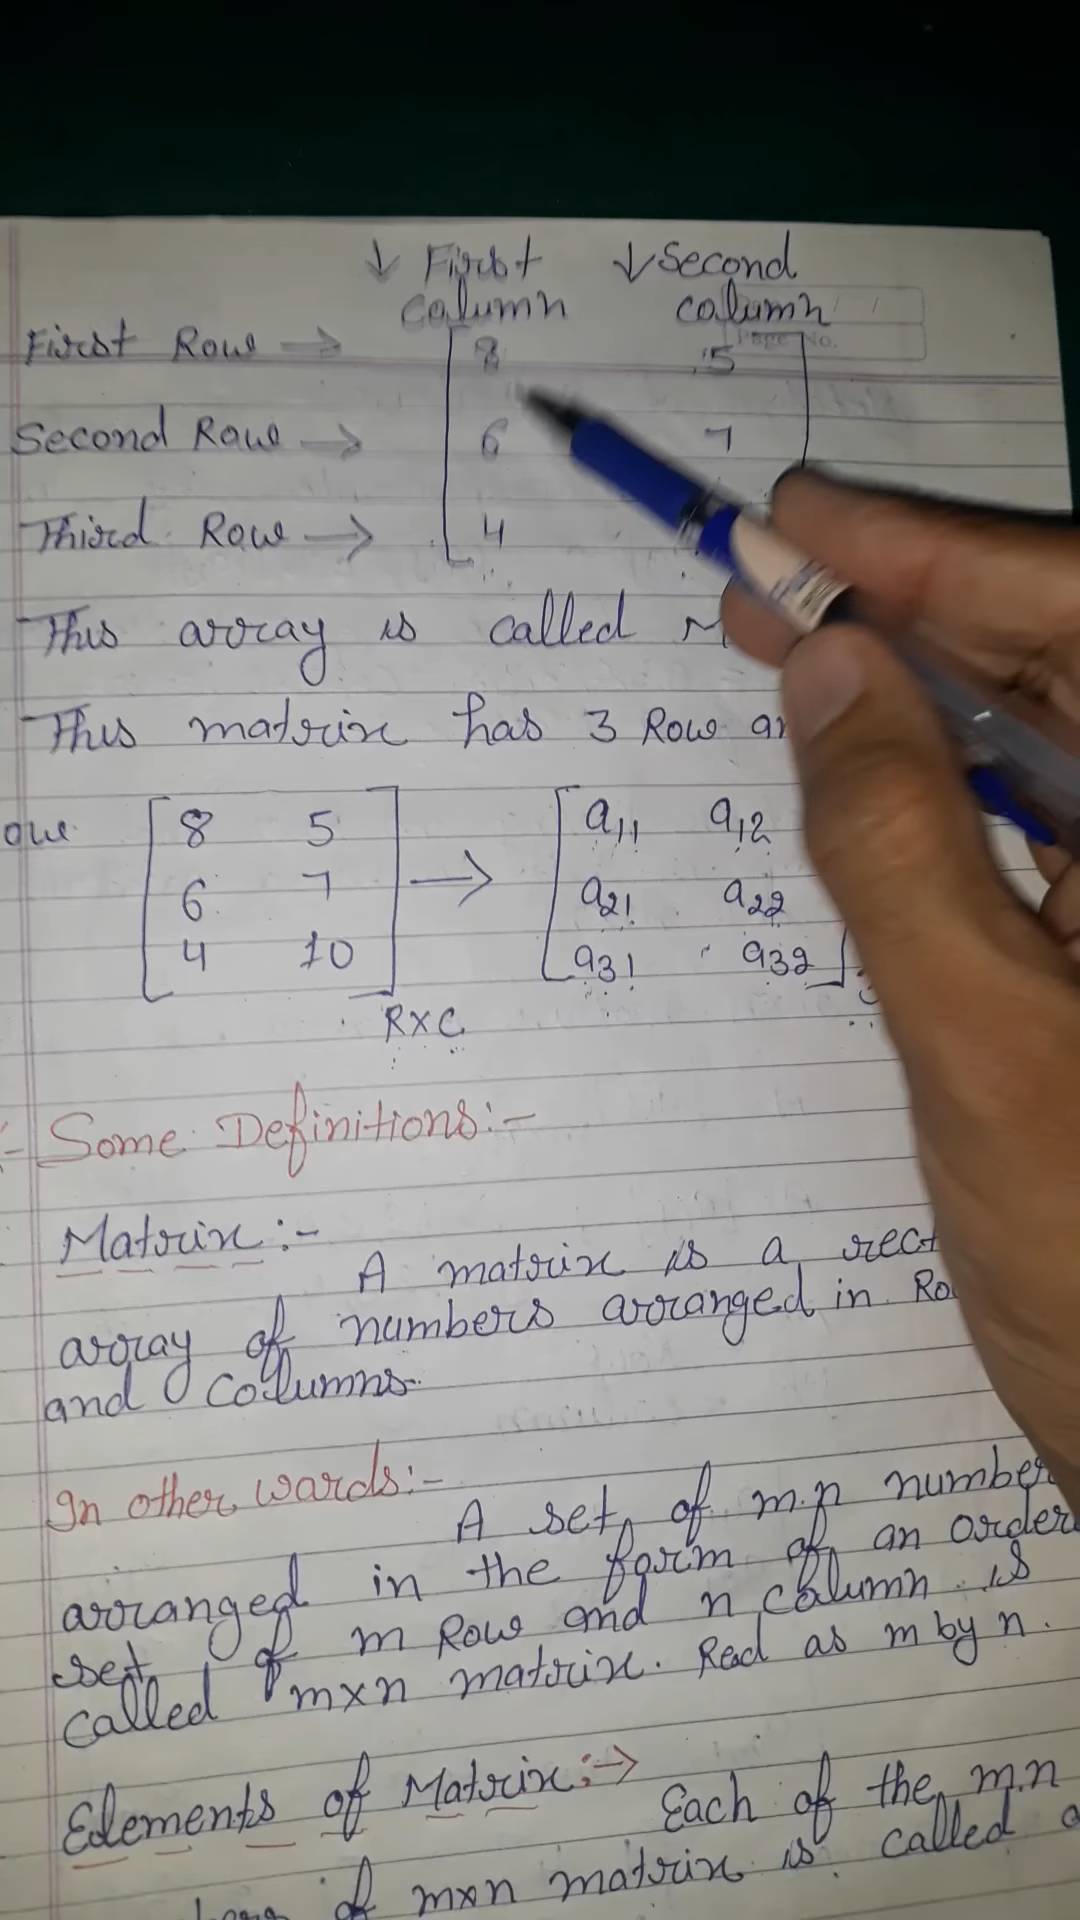 ↓ First ↓ Second
column column
Page No.
First Row → 8 5
Second Row → 6 7
Third Row → 4
This array is called
This matrix has 3 Row
8 5 → a11 a12
6 7 a21 a22
4 10 a31 a32
R×C
Some Definitions:-
Matrix:-
A matrix is a
array of numbers arranged in
and columns.
In other wards:-
A set of m.n number
arranged in the form of an order
set of m Row and n column is
called m×n matrix. Read as m by n.
Elements of Matrix:→
Each of the m.n
of m×n matrix is called